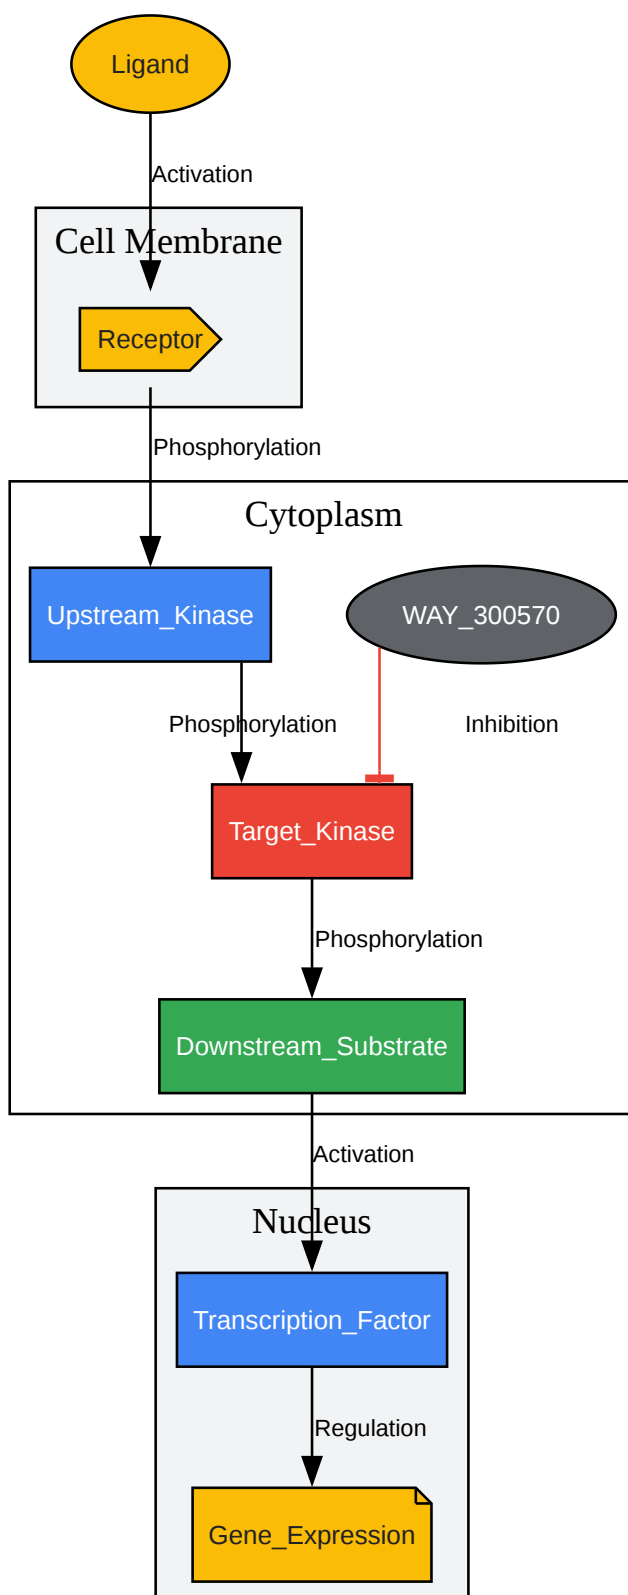 Ligand
Activation
Cell Membrane
Receptor
Phosphorylation
Cytoplasm
Upstream_Kinase
WAY_300570
Phosphorylation
Inhibition
Target_Kinase
Phosphorylation
Downstream_Substrate
Activation
Nucleus
Transcription_Factor
Regulation
Gene_Expression